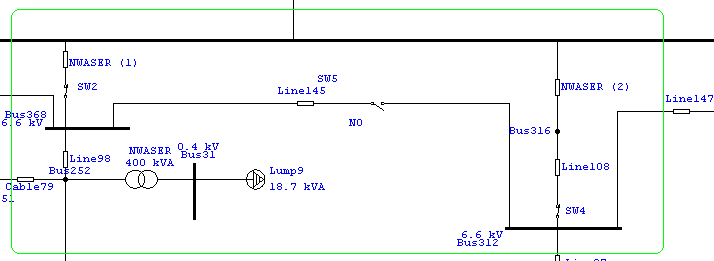 NWASER (1)
SW2
SW5
Line145
NO
NWASER (2)
Line147
Bus368
6.6 kV
Bus316
Line98
Bus252
NWASER
400 kVA
0.4 kV
Bus31
Lump9
18.7 kVA
Line108
Cable79
51
SW4
6.6 kV
Bus312